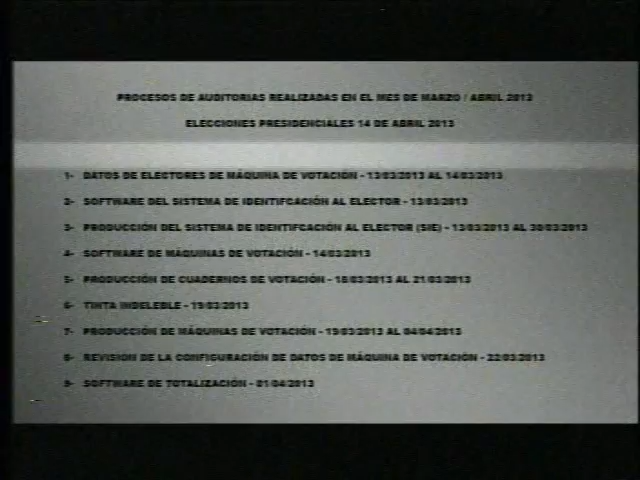 PROCESOS DE AUDITORIAS REALIZADAS EN EL MES DE MARZO / ABRIL 2013
ELECCIONES PRESIDENCIALES 14 DE ABRIL 2013
1- DATOS DE ELECTORES DE MÁQUINA DE VOTACIÓN - 13/03/2013 AL 14/03/2013
2- SOFTWARE DEL SISTEMA DE IDENTIFCACIÓN AL ELECTOR - 13/03/2013
3- PRODUCCIÓN DEL SISTEMA DE IDENTIFCACIÓN AL ELECTOR (SIE) - 13/03/2013 AL 30/03/2013
4- SOFTWARE DE MÁQUINAS DE VOTACIÓN - 14/03/2013
5- PRODUCCIÓN DE CUADERNOS DE VOTACIÓN - 18/03/2013 AL 21/03/2013
6- TINTA INDELEBLE - 19/03/2013
7- PRODUCCIÓN DE MÁQUINAS DE VOTACIÓN - 19/03/2013 AL 04/04/2013
8- REVISIÓN DE LA CONFIGURACIÓN DE DATOS DE MÁQUINA DE VOTACIÓN - 22/03/2013
9- SOFTWARE DE TOTALIZACIÓN - 01/04/2013